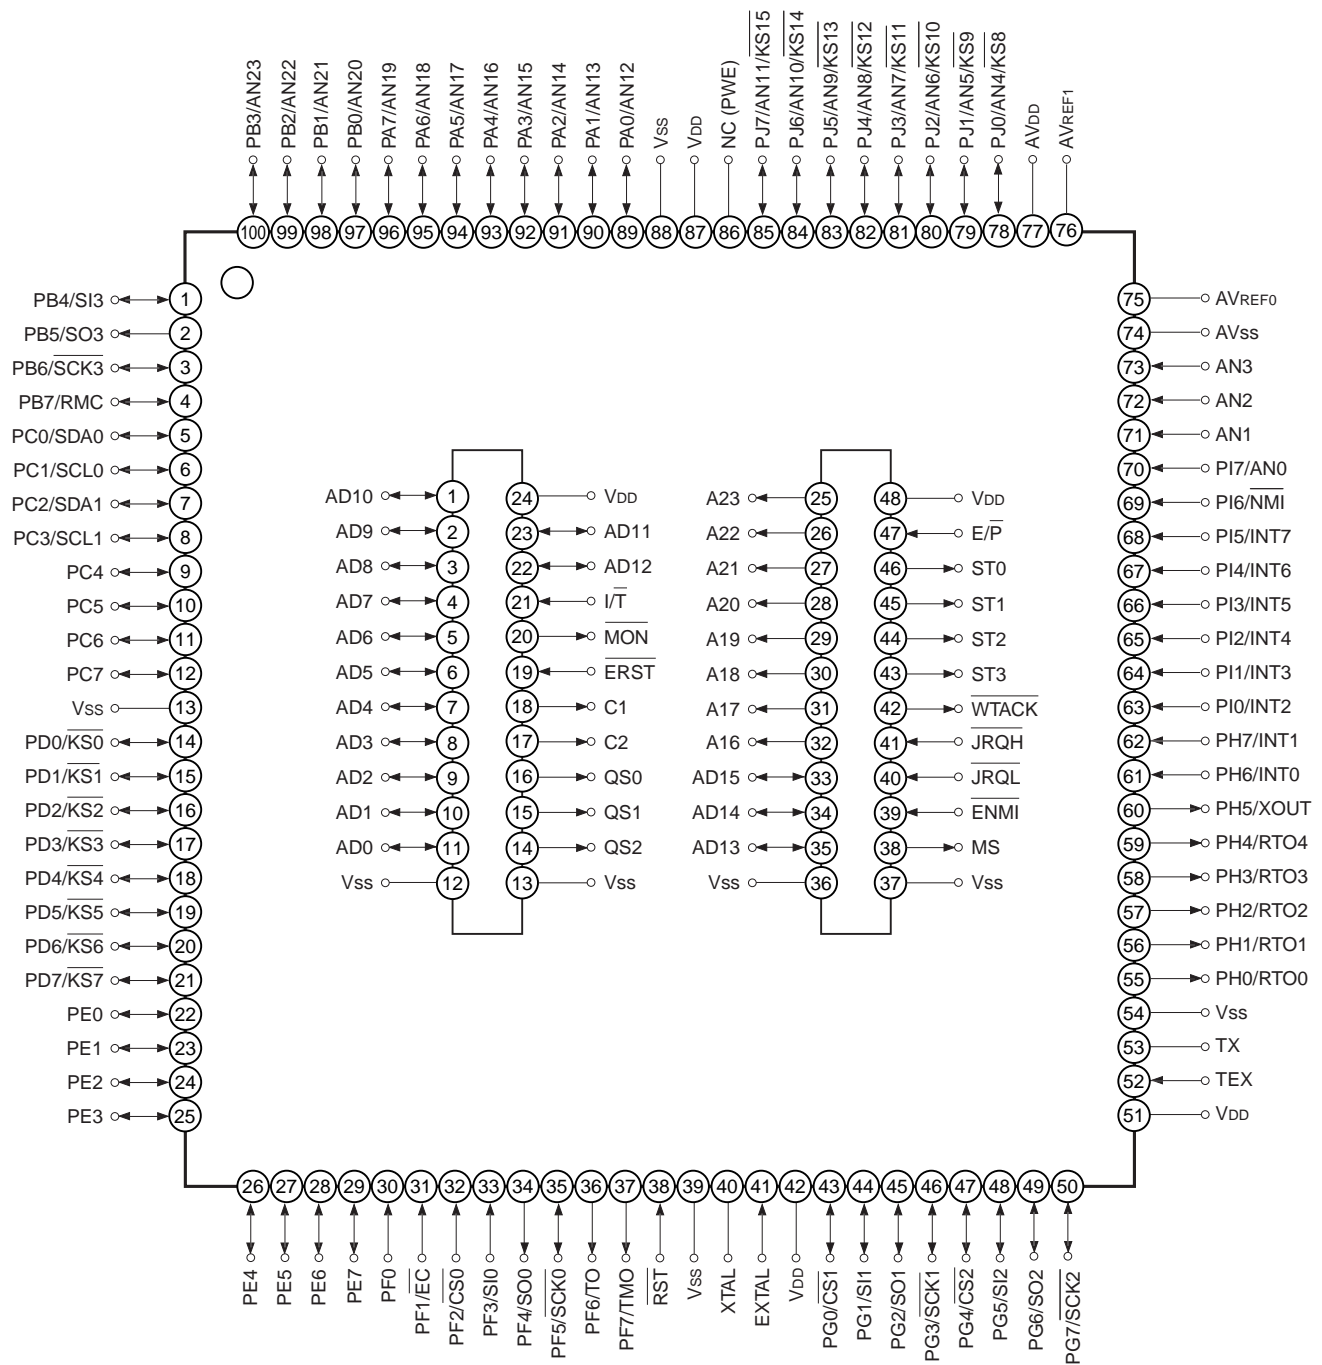 PB3/AN23
PB2/AN22
PB1/AN21
PB0/AN20
PA7/AN19
PA6/AN18
PA5/AN17
PA4/AN16
PA3/AN15
PA2/AN14
PA1/AN13
PA0/AN12
Vss
VDD
NC (PWE)
PJ7/AN11/KS15
PJ6/AN10/KS14
PJ5/AN9/KS13
PJ4/AN8/KS12
PJ3/AN7/KS11
PJ2/AN6/KS10
PJ1/AN5/KS9
PJ0/AN4/KS8
AVDD
AVREF1
100 99 98 97 96 95 94 93 92 91 90 89 88 87 86 85 84 83 82 81 80 79 78 77 76
PB4/SI3 1
PB5/SO3 2
PB6/SCK3 3
PB7/RMC 4
PC0/SDA0 5
PC1/SCL0 6
PC2/SDA1 7
PC3/SCL1 8
PC4 9
PC5 10
PC6 11
PC7 12
Vss 13
PD0/KS0 14
PD1/KS1 15
PD2/KS2 16
PD3/KS3 17
PD4/KS4 18
PD5/KS5 19
PD6/KS6 20
PD7/KS7 21
PE0 22
PE1 23
PE2 24
PE3 25
AD10 1 24 VDD
AD9 2 23 AD11
AD8 3 22 AD12
AD7 4 21 I/T
AD6 5 20 MON
AD5 6 19 ERST
AD4 7 18 C1
AD3 8 17 C2
AD2 9 16 QS0
AD1 10 15 QS1
AD0 11 14 QS2
Vss 12 13 Vss
A23 25 48 VDD
A22 26 47 E/P
A21 27 46 ST0
A20 28 45 ST1
A19 29 44 ST2
A18 30 43 ST3
A17 31 42 WTACK
A16 32 41 JRQH
AD15 33 40 JRQL
AD14 34 39 ENMI
AD13 35 38 MS
Vss 36 37 Vss
75 AVREF0
74 AVss
73 AN3
72 AN2
71 AN1
70 PI7/AN0
69 PI6/NMI
68 PI5/INT7
67 PI4/INT6
66 PI3/INT5
65 PI2/INT4
64 PI1/INT3
63 PI0/INT2
62 PH7/INT1
61 PH6/INT0
60 PH5/XOUT
59 PH4/RTO4
58 PH3/RTO3
57 PH2/RTO2
56 PH1/RTO1
55 PH0/RTO0
54 Vss
53 TX
52 TEX
51 VDD
26 27 28 29 30 31 32 33 34 35 36 37 38 39 40 41 42 43 44 45 46 47 48 49 50
PE4
PE5
PE6
PE7
PF0
PF1/EC
PF2/CS0
PF3/SI0
PF4/SO0
PF5/SCK0
PF6/TO
PF7/TMO
RST
Vss
XTAL
EXTAL
VDD
PG0/CS1
PG1/SI1
PG2/SO1
PG3/SCK1
PG4/CS2
PG5/SI2
PG6/SO2
PG7/SCK2